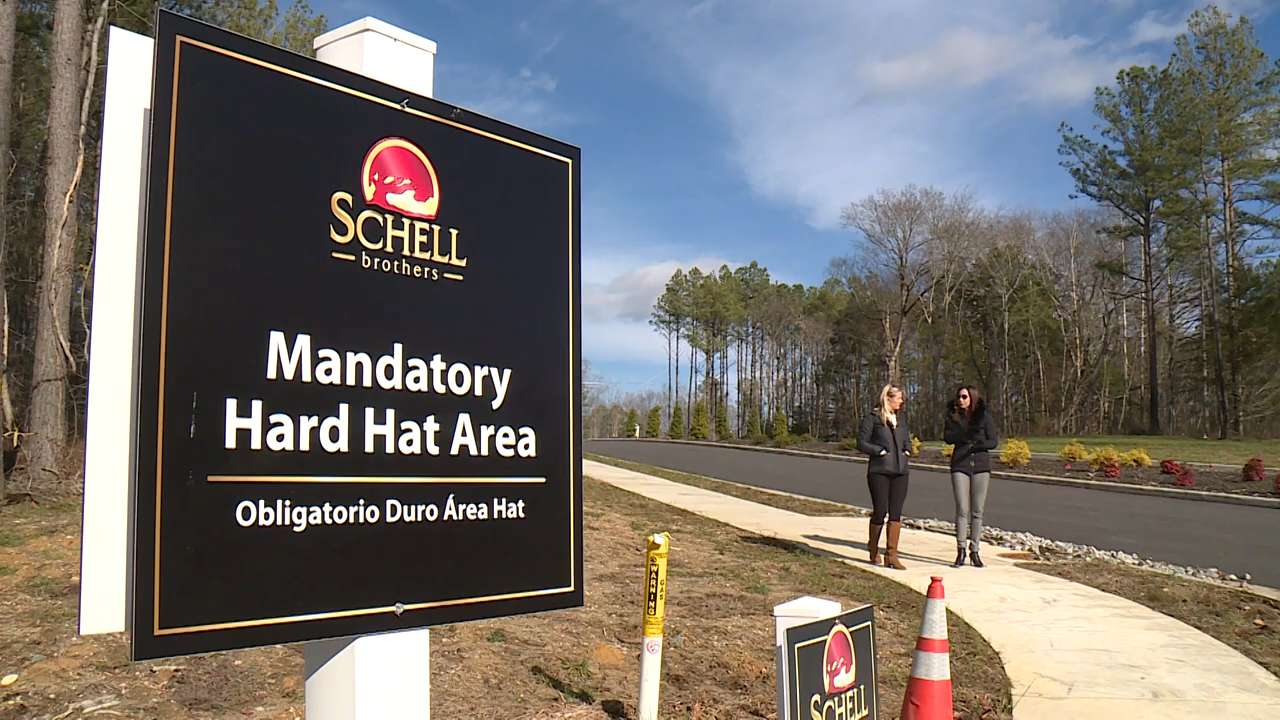 SCHELL
brothers
Mandatory
Hard Hat Area
Obligatorio Duro Área Hat
WARNING
GAS
SCHELL